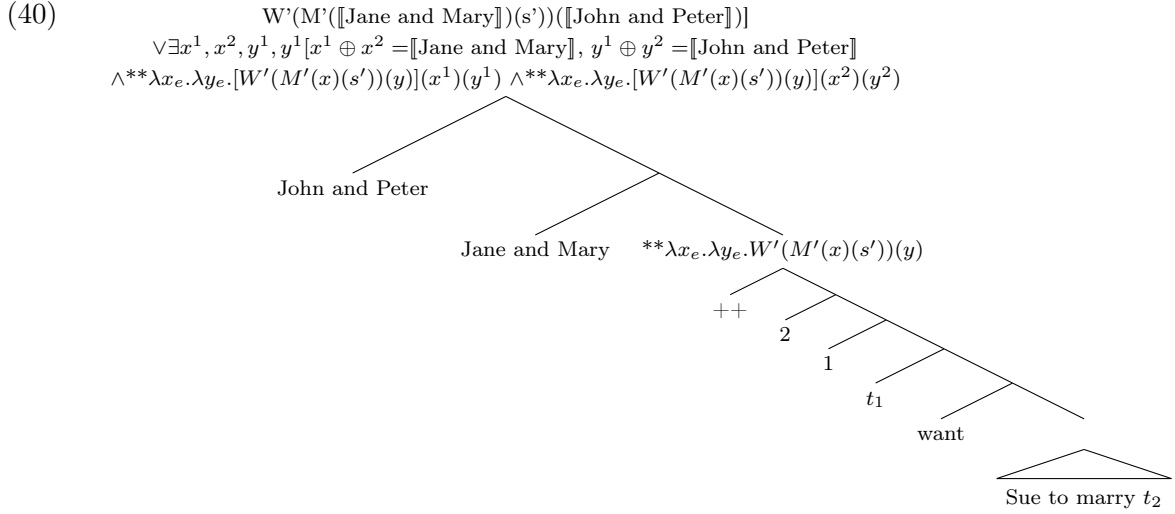 (40)
W'(M'(⟦Jane and Mary⟧)(s'))(⟦John and Peter⟧)]
∨∃x¹, x², y¹, y¹[x¹ ⊕ x² =⟦Jane and Mary⟧, y¹ ⊕ y² =⟦John and Peter⟧
∧**λxₑ.λyₑ.[W′(M′(x)(s′))(y)](x¹)(y¹) ∧**λxₑ.λyₑ.[W′(M′(x)(s′))(y)](x²)(y²)
John and Peter
Jane and Mary
**λxₑ.λyₑ.W′(M′(x)(s′))(y)
++
2
1
t₁
want
Sue to marry t₂